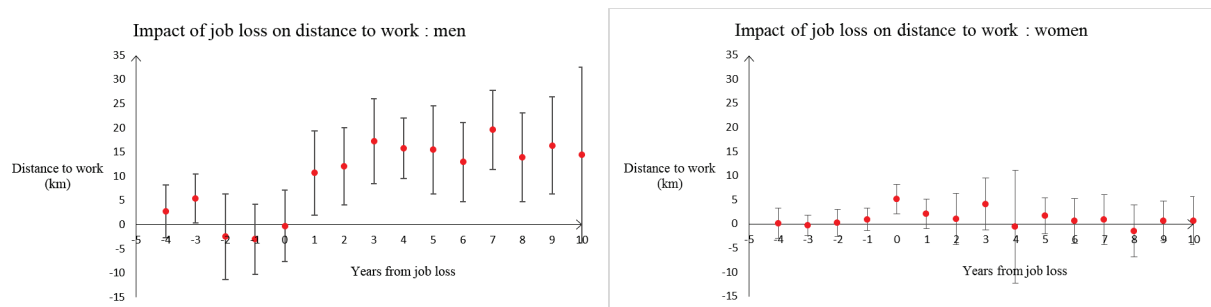 Impact of job loss on distance to work : men
35
30
25
20
15
10
5
0
-5
-10
-15
-5 -4 -3 -2 -1 0 1 2 3 4 5 6 7 8 9 10
Distance to work
(km)
Years from job loss
Impact of job loss on distance to work : women
35
30
25
20
15
10
5
0
-5
-10
-15
-5 -4 -3 -2 -1 0 1 2 3 4 5 6 7 8 9 10
Distance to work
(km)
Years from job loss